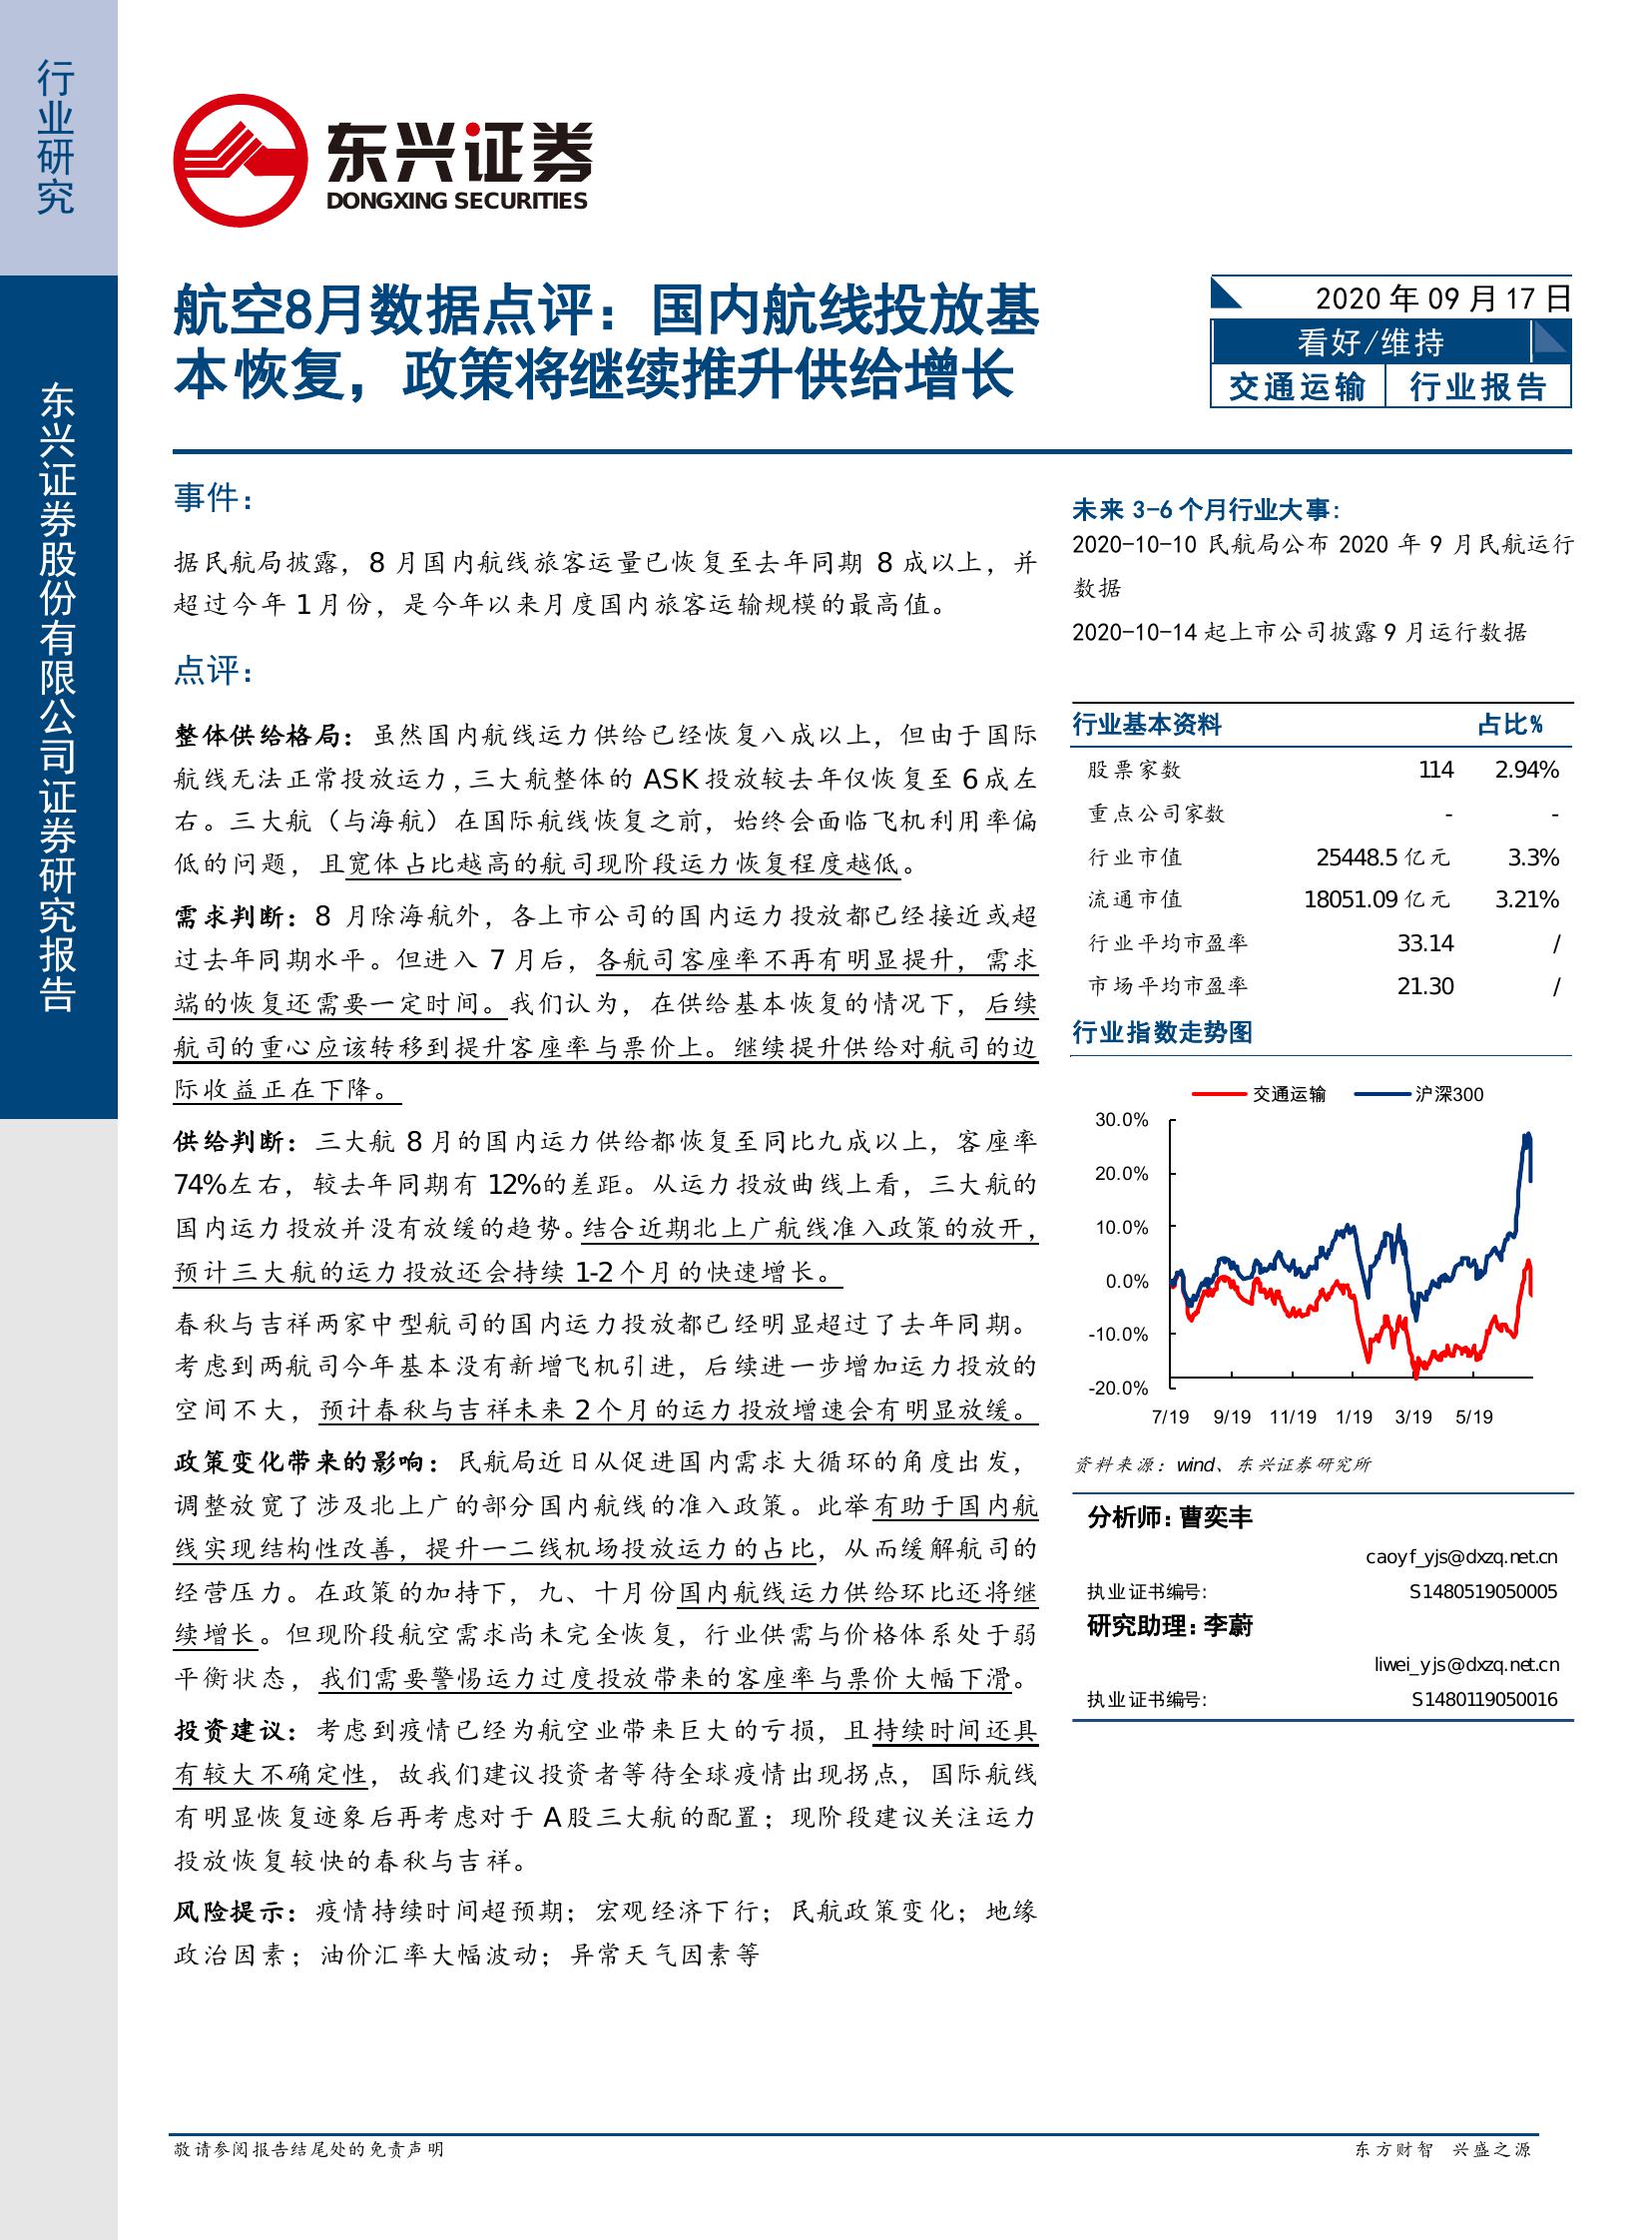 行业研究
东兴证券股份有限公司证券研究报告
东兴证券
DONGXING SECURITIES
航空8月数据点评：国内航线投放基
本恢复，政策将继续推升供给增长
2020 年 09 月 17 日
看好/维持
交通运输 行业报告
事件：
据民航局披露，8 月国内航线旅客运量已恢复至去年同期 8 成以上，并
超过今年 1 月份，是今年以来月度国内旅客运输规模的最高值。
点评：
整体供给格局：虽然国内航线运力供给已经恢复八成以上，但由于国际
航线无法正常投放运力，三大航整体的 ASK 投放较去年仅恢复至 6 成左
右。三大航（与海航）在国际航线恢复之前，始终会面临飞机利用率偏
低的问题，且宽体占比越高的航司现阶段运力恢复程度越低。
需求判断：8 月除海航外，各上市公司的国内运力投放都已经接近或超
过去年同期水平。但进入 7 月后，各航司客座率不再有明显提升，需求
端的恢复还需要一定时间。我们认为，在供给基本恢复的情况下，后续
航司的重心应该转移到提升客座率与票价上。继续提升供给对航司的边
际收益正在下降。
供给判断：三大航 8 月的国内运力供给都恢复至同比九成以上，客座率
74%左右，较去年同期有 12%的差距。从运力投放曲线上看，三大航的
国内运力投放并没有放缓的趋势。结合近期北上广航线准入政策的放开，
预计三大航的运力投放还会持续 1-2 个月的快速增长。
春秋与吉祥两家中型航司的国内运力投放都已经明显超过了去年同期。
考虑到两航司今年基本没有新增飞机引进，后续进一步增加运力投放的
空间不大，预计春秋与吉祥未来 2 个月的运力投放增速会有明显放缓。
政策变化带来的影响：民航局近日从促进国内需求大循环的角度出发，
调整放宽了涉及北上广的部分国内航线的准入政策。此举有助于国内航
线实现结构性改善，提升一二线机场投放运力的占比，从而缓解航司的
经营压力。在政策的加持下，九、十月份国内航线运力供给环比还将继
续增长。但现阶段航空需求尚未完全恢复，行业供需与价格体系处于弱
平衡状态，我们需要警惕运力过度投放带来的客座率与票价大幅下滑。
投资建议：考虑到疫情已经为航空业带来巨大的亏损，且持续时间还具
有较大不确定性，故我们建议投资者等待全球疫情出现拐点，国际航线
有明显恢复迹象后再考虑对于 A 股三大航的配置；现阶段建议关注运力
投放恢复较快的春秋与吉祥。
风险提示：疫情持续时间超预期；宏观经济下行；民航政策变化；地缘
政治因素；油价汇率大幅波动；异常天气因素等
未来 3-6 个月行业大事：
2020-10-10 民航局公布 2020 年 9 月民航运行
数据
2020-10-14 起上市公司披露 9 月运行数据
行业基本资料 占比%
股票家数 114 2.94%
重点公司家数 - -
行业市值 25448.5 亿元 3.3%
流通市值 18051.09 亿元 3.21%
行业平均市盈率 33.14 /
市场平均市盈率 21.30 /
行业指数走势图
交通运输 沪深300
30.0%
20.0%
10.0%
0.0%
-10.0%
-20.0%
7/19 9/19 11/19 1/19 3/19 5/19
资料来源：wind、东兴证券研究所
分析师：曹奕丰
caoyf_yjs@dxzq.net.cn
执业证书编号: S1480519050005
研究助理：李蔚
liwei_yjs@dxzq.net.cn
执业证书编号: S1480119050016
敬请参阅报告结尾处的免责声明
东方财智 兴盛之源